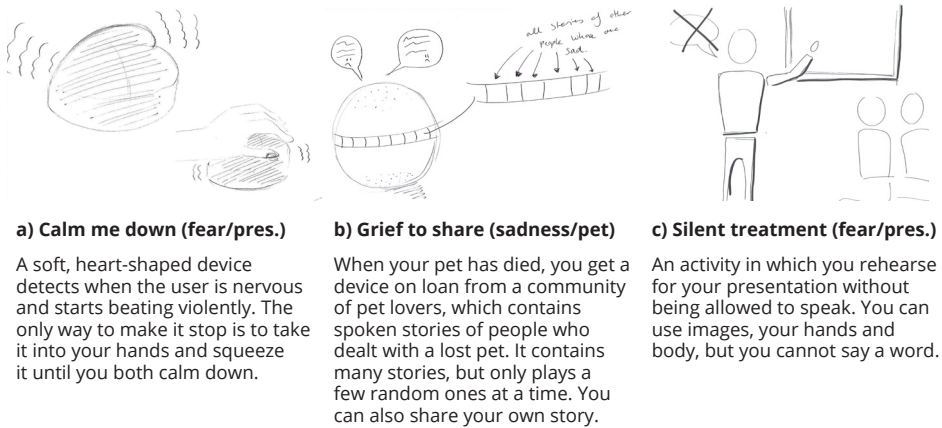 all stories of other
people whine are
sad..
a) Calm me down (fear/pres.)
A soft, heart-shaped device
detects when the user is nervous
and starts beating violently. The
only way to make it stop is to take
it into your hands and squeeze
it until you both calm down.
b) Grief to share (sadness/pet)
When your pet has died, you get a
device on loan from a community
of pet lovers, which contains
spoken stories of people who
dealt with a lost pet. It contains
many stories, but only plays a
few random ones at a time. You
can also share your own story.
c) Silent treatment (fear/pres.)
An activity in which you rehearse
for your presentation without
being allowed to speak. You can
use images, your hands and
body, but you cannot say a word.